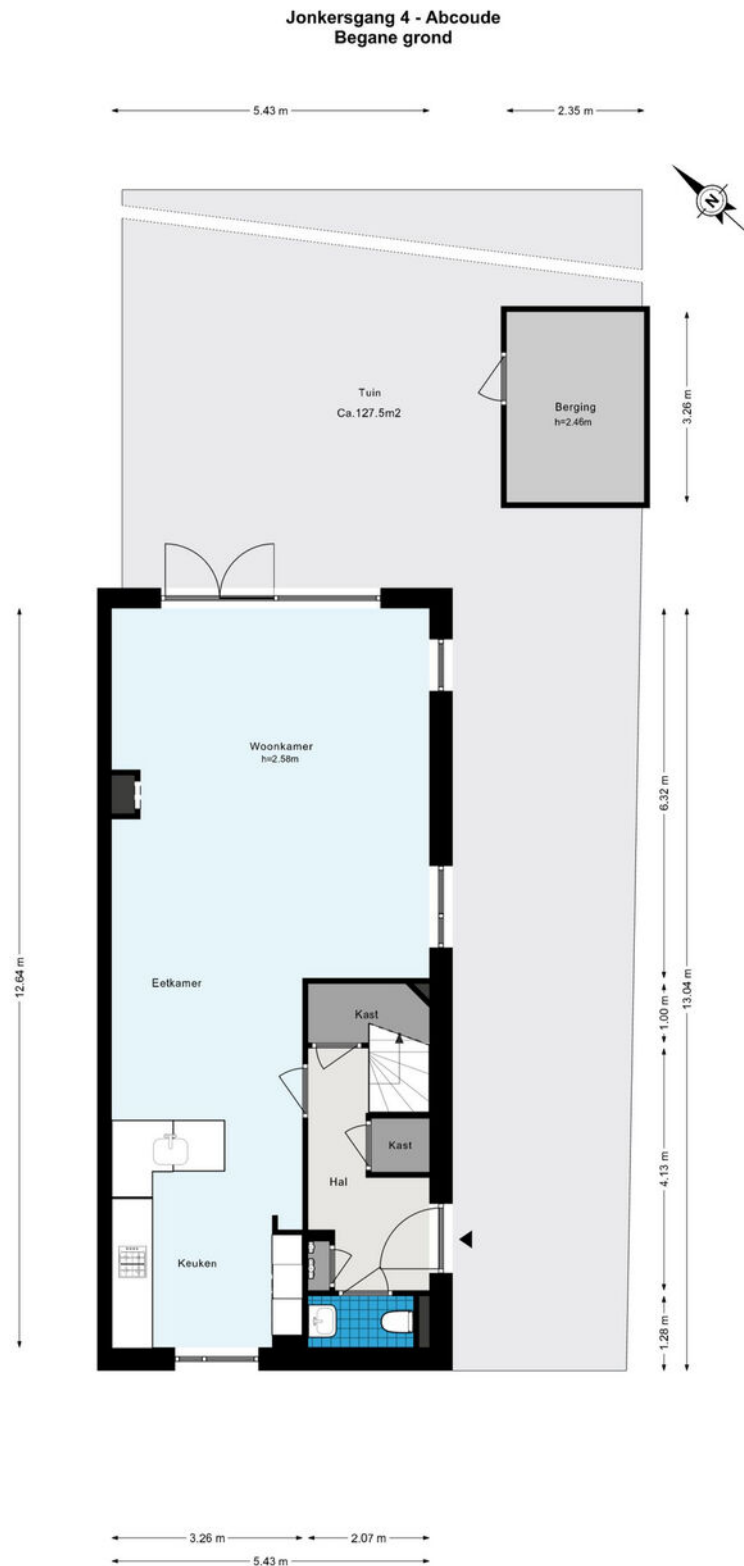 Jonkersgang 4 - Abcoude
Begane grond
5.43 m
2.35 m
N
Tuin
Ca.127.5m2
Berging
h=2.46m
3.26 m
Woonkamer
h=2.58m
6.32 m
12.64 m
13.04 m
Eetkamer
Kast
1.00 m
Kast
4.13 m
Hal
Keuken
1.28 m
3.26 m
2.07 m
5.43 m